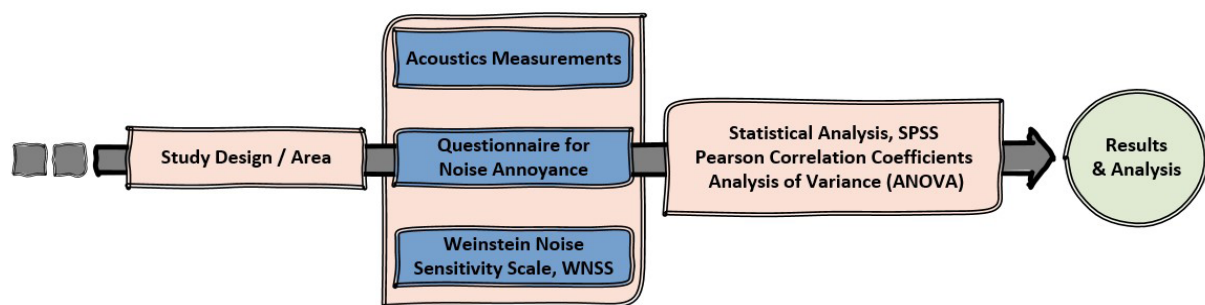 Study Design / Area
Acoustics Measurements
Questionnaire for
Noise Annoyance
Weinstein Noise
Sensitivity Scale, WNSS
Statistical Analysis, SPSS
Pearson Correlation Coefficients
Analysis of Variance (ANOVA)
Results
& Analysis